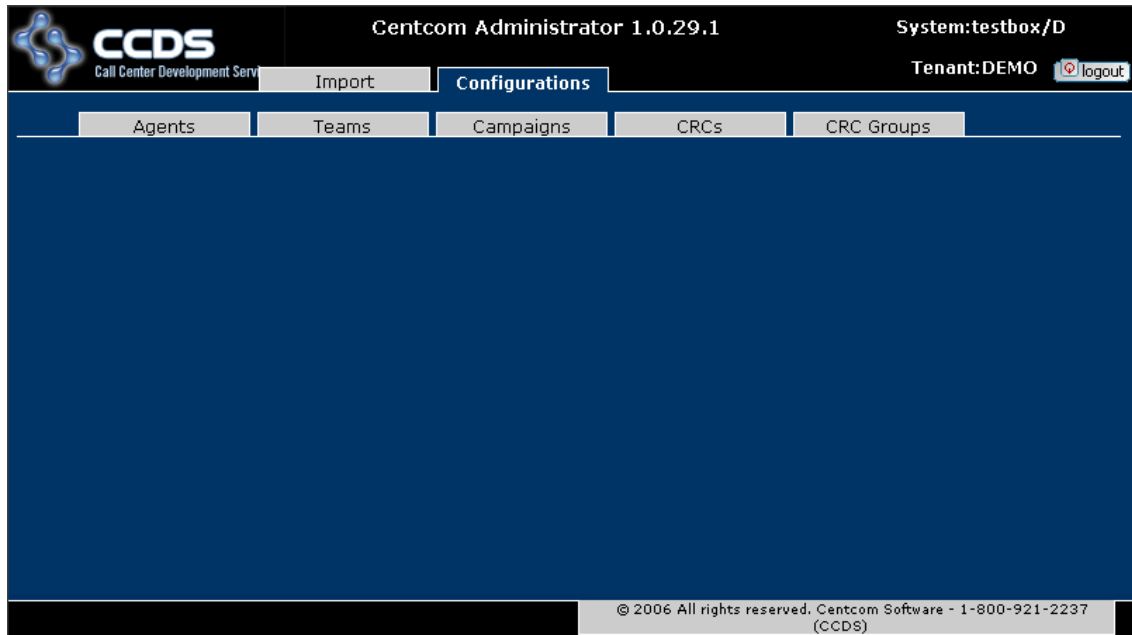 CCDS
Call Center Development Servi
Centcom Administrator 1.0.29.1
System:testbox/D
Tenant:DEMO
logout
Import
Configurations
Agents
Teams
Campaigns
CRCs
CRC Groups
© 2006 All rights reserved. Centcom Software - 1-800-921-2237
(CCDS)